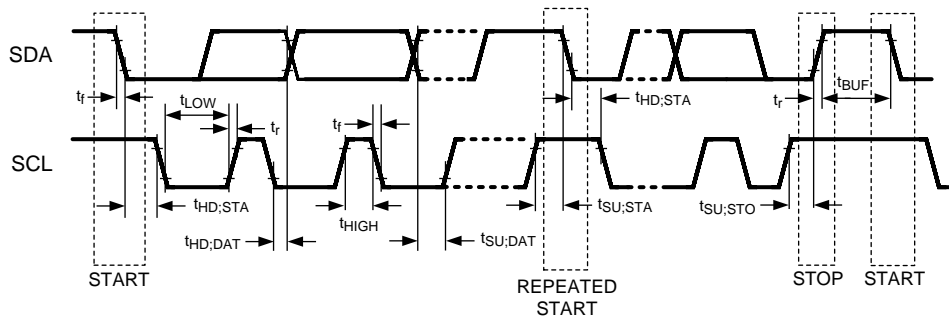 SDA
t_f
t_LOW
t_r
t_f
t_HD;STA
t_r
t_BUF
SCL
t_HD;STA
t_HD;DAT
t_HIGH
t_SU;DAT
t_SU;STA
t_SU;STO
START
REPEATED
START
STOP
START